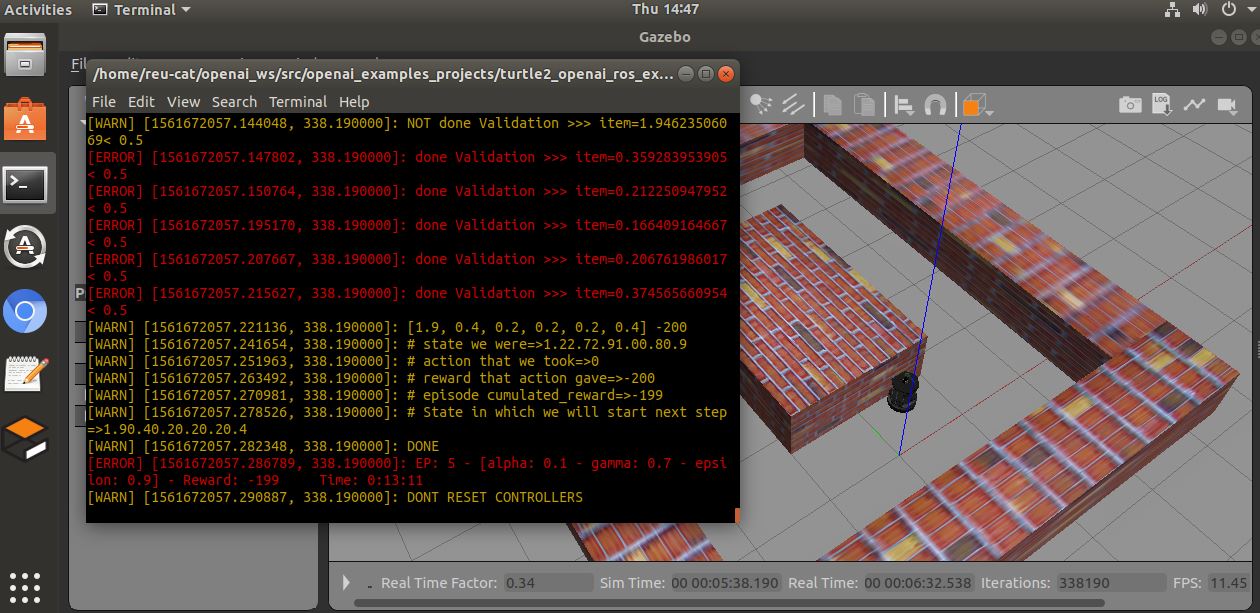 Activities Terminal Thu 14:47
Gazebo
/home/reu-cat/openai_ws/src/openai_examples_projects/turtle2_openai_ros_ex...
File Edit View Search Terminal Help
[WARN] [1561672057.144048, 338.190000]: NOT done Validation >>> item=1.946235060
69< 0.5
[ERROR] [1561672057.147802, 338.190000]: done Validation >>> item=0.359283953905
< 0.5
[ERROR] [1561672057.150764, 338.190000]: done Validation >>> item=0.212250947952
< 0.5
[ERROR] [1561672057.195170, 338.190000]: done Validation >>> item=0.166409164667
< 0.5
[ERROR] [1561672057.207667, 338.190000]: done Validation >>> item=0.206761986017
< 0.5
[ERROR] [1561672057.215627, 338.190000]: done Validation >>> item=0.374565660954
< 0.5
[WARN] [1561672057.221136, 338.190000]: [1.9, 0.4, 0.2, 0.2, 0.2, 0.4] -200
[WARN] [1561672057.241654, 338.190000]: # state we were=>1.22.72.91.00.80.9
[WARN] [1561672057.251963, 338.190000]: # action that we took=>0
[WARN] [1561672057.263492, 338.190000]: # reward that action gave=>-200
[WARN] [1561672057.270981, 338.190000]: # episode cumulated_reward=>-199
[WARN] [1561672057.278526, 338.190000]: # State in which we will start next step
=>1.90.40.20.20.20.4
[WARN] [1561672057.282348, 338.190000]: DONE
[ERROR] [1561672057.286789, 338.190000]: EP: 5 - [alpha: 0.1 - gamma: 0.7 - epsi
lon: 0.9] - Reward: -199 Time: 0:13:11
[WARN] [1561672057.290887, 338.190000]: DONT RESET CONTROLLERS
LOG
Real Time Factor: 0.34 Sim Time: 00 00:05:38.190 Real Time: 00 00:06:32.538 Iterations: 338190 FPS: 11.45